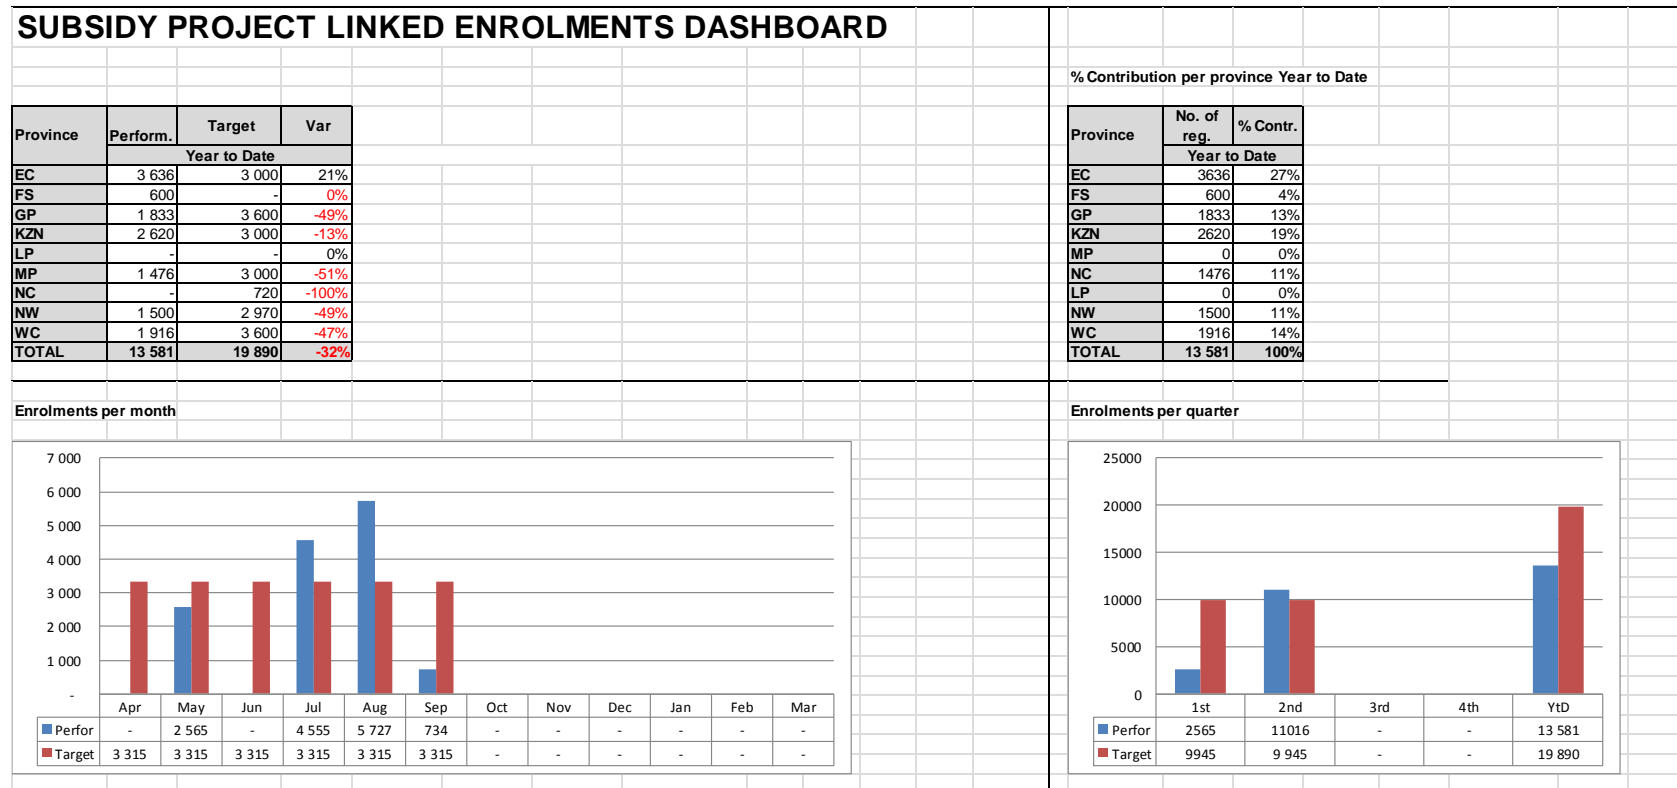 SUBSIDY PROJECT LINKED ENROLMENTS DASHBOARD
Province Perform. Target Var
Year to Date
EC 3 636 3 000 21%
FS 600 - 0%
GP 1 833 3 600 -49%
KZN 2 620 3 000 -13%
LP - - 0%
MP 1 476 3 000 -51%
NC - 720 -100%
NW 1 500 2 970 -49%
WC 1 916 3 600 -47%
TOTAL 13 581 19 890 -32%
% Contribution per province Year to Date
Province No. of reg. % Contr.
Year to Date
EC 3636 27%
FS 600 4%
GP 1833 13%
KZN 2620 19%
MP 0 0%
NC 1476 11%
LP 0 0%
NW 1500 11%
WC 1916 14%
TOTAL 13 581 100%
Enrolments per month
7 000
6 000
5 000
4 000
3 000
2 000
1 000
-
Apr May Jun Jul Aug Sep Oct Nov Dec Jan Feb Mar
Perfor - 2 565 - 4 555 5 727 734 - - - - - -
Target 3 315 3 315 3 315 3 315 3 315 3 315 - - - - - -
Enrolments per quarter
25000
20000
15000
10000
5000
0
1st 2nd 3rd 4th YtD
Perfor 2565 11016 - - 13 581
Target 9945 9 945 - - 19 890